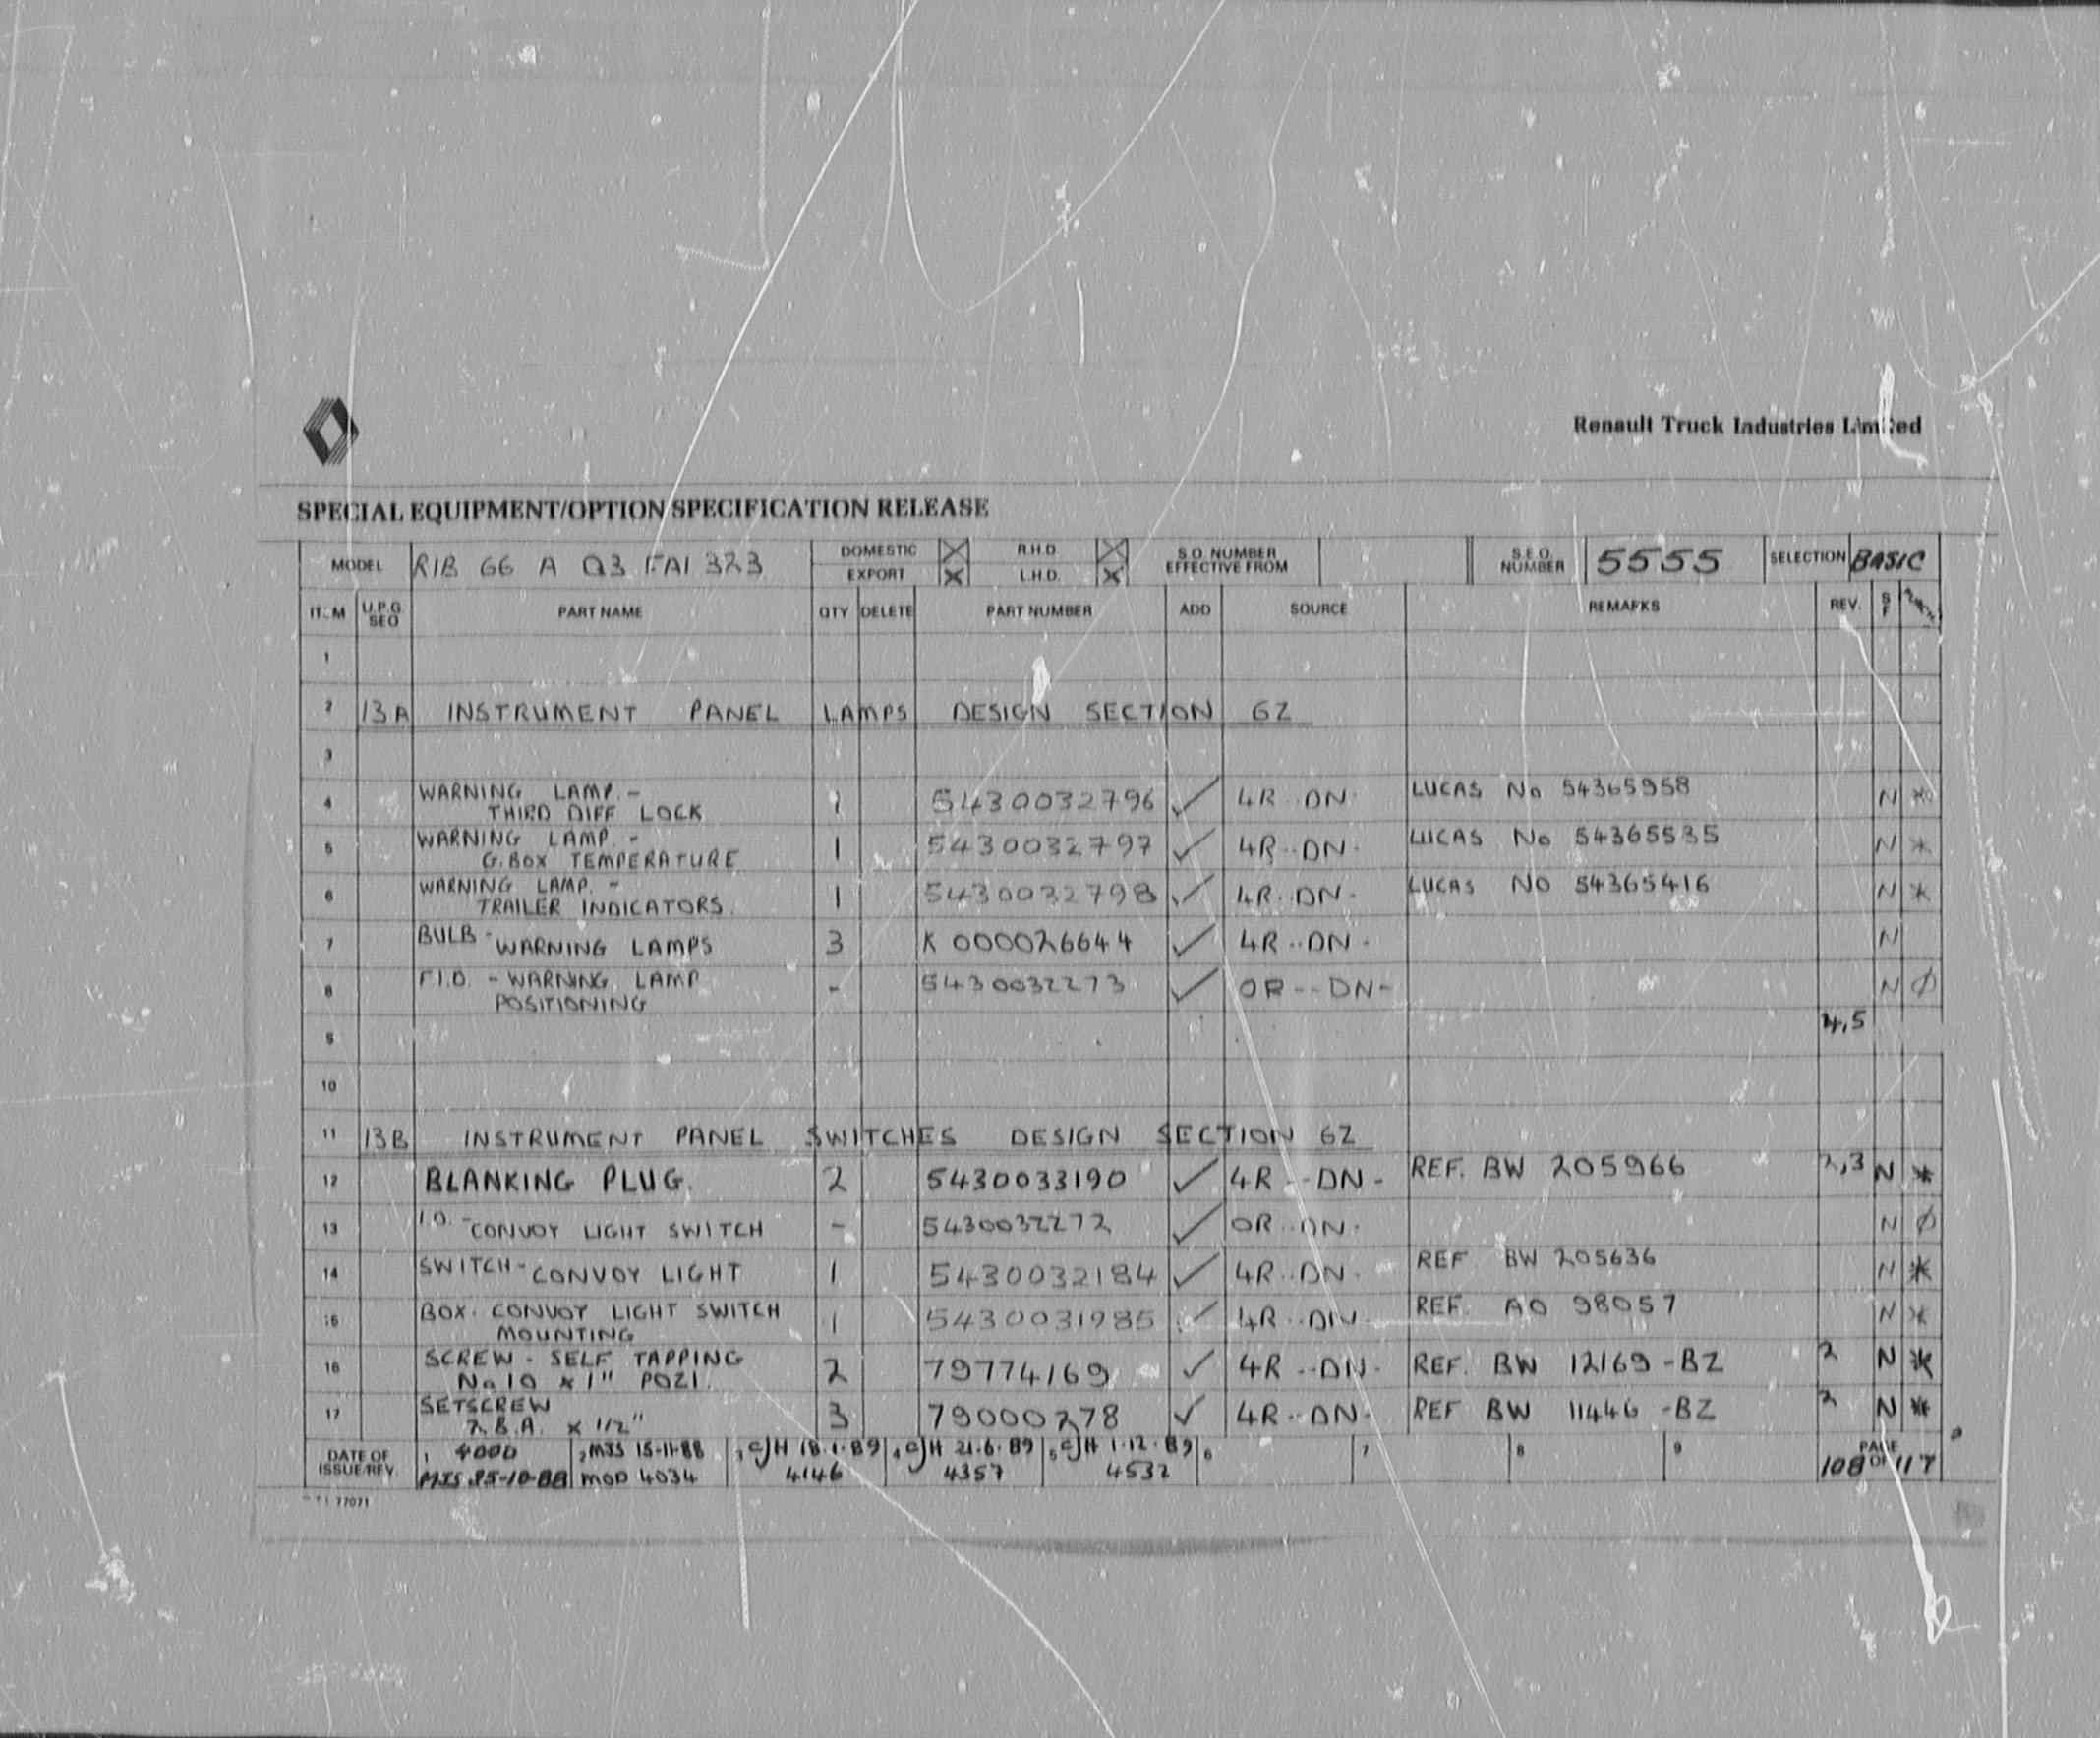 Renault Truck Industries Limited
SPECIAL EQUIPMENT/OPTION SPECIFICATION RELEASE
MODEL R1B 66 A Q3 FA1 323 DOMESTIC R.H.D. S.O. NUMBER EFFECTIVE FROM S.E.O. NUMBER 5555 SELECTION BASIC
EXPORT L.H.D.
ITEM U.P.G SEO PART NAME QTY DELETE PART NUMBER ADD SOURCE REMARKS REV. S F
1
2 13A INSTRUMENT PANEL LAMPS DESIGN SECTION 6Z
3
4 WARNING LAMP - 1 5430032796 ✓ 4R--DN- LUCAS No 54365958 N *
THIRD DIFF LOCK
5 WARNING LAMP - 1 5430032797 ✓ 4R--DN- LUCAS No 54365535 N *
G.BOX TEMPERATURE
6 WARNING LAMP - 1 5430032798 ✓ 4R--DN- LUCAS No 54365416 N *
TRAILER INDICATORS.
7 BULB - WARNING LAMPS 3 K 000026644 ✓ 4R--DN- N
8 F.I.D. - WARNING LAMP - 5430032273 ✓ OR--DN- N Ø
POSITIONING
9 4,5
10
11 13B INSTRUMENT PANEL SWITCHES DESIGN SECTION 6Z
12 BLANKING PLUG. 2 5430033190 ✓ 4R--DN- REF. BW 205966 2,3 N *
13 I.D. - CONVOY LIGHT SWITCH - 5430032272 ✓ OR--DN- N Ø
14 SWITCH - CONVOY LIGHT 1 5430032184 ✓ 4R--DN- REF BW 205636 N *
15 BOX. CONVOY LIGHT SWITCH 1 5430031985 ✓ 4R--DN REF. AO 98057 N *
MOUNTING
16 SCREW - SELF TAPPING 2 79774169 ✓ 4R--DN- REF. BW 12169-BZ 2 N *
No 10 x 1" POZI.
17 SETSCREW 3 79000278 ✓ 4R--DN- REF BW 11446-BZ 2 N *
2.B.A. x 1/2"
DATE OF ISSUE/REV. 1 4000 2 MJS 15-11-88 3 CJH 18.1.89 4 CJH 21.6.89 5 CJH 1.12.89 6 7 8 9 PAGE
MJS 25-10-88 MOD 4034 4146 4357 4532 108 OF 117
77071